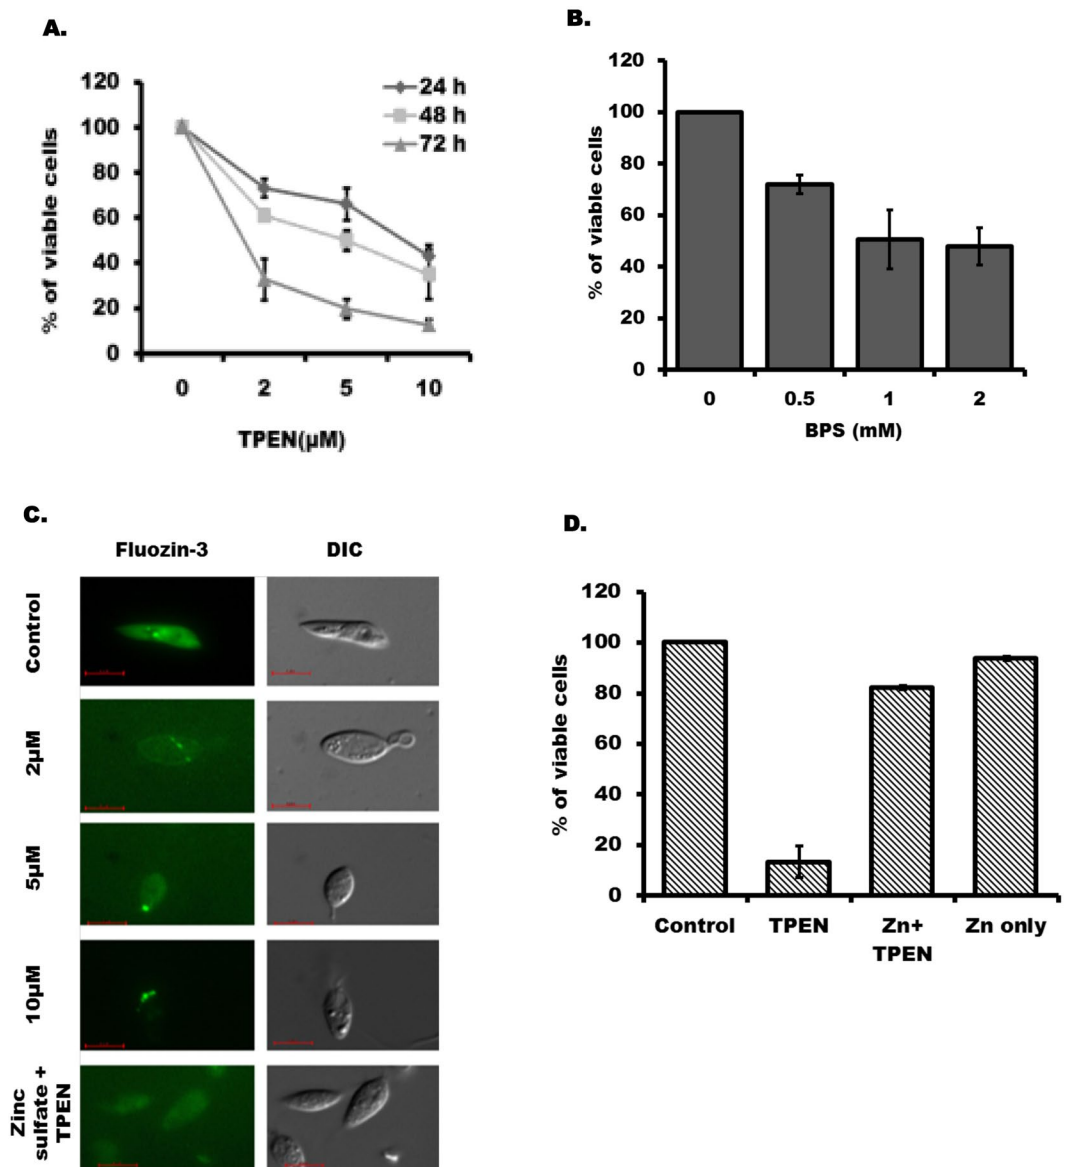 A.
120
100
80
60
40
20
0
% of viable cells
24 h
48 h
72 h
0 2 5 10
TPEN(µM)
B.
120
100
80
60
40
20
0
% of viable cells
0 0.5 1 2
BPS (mM)
C.
Fluozin-3 DIC
Control
2µM
5µM
10µM
Zinc
sulfate +
TPEN
D.
120
100
80
60
40
20
0
% of viable cells
Control TPEN Zn+ Zn only
TPEN